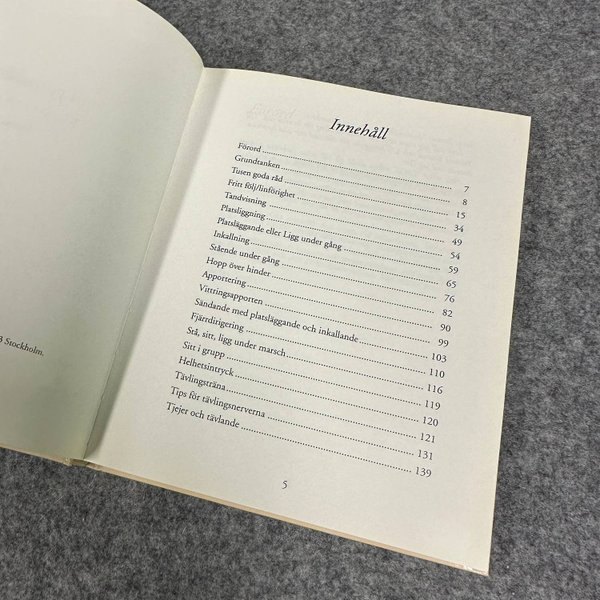 3 Stockholm.
Innehåll
Förord 7
Grundtanken 8
Tusen goda råd 15
Fritt följ/linförighet 34
Tandvisning 49
Platsliggning 54
Platsläggande eller Ligg under gång 59
Inkallning 65
Stående under gång 76
Hopp över hinder 82
Apportering 90
Vittringsapporten 99
Sändande med platsläggande och inkallande 103
Fjärrdirigering 110
Stå, sitt, ligg under marsch 116
Sitt i grupp 119
Helhetsintryck 120
Tävlingsträna 121
Tips för tävlingsnerverna 131
Tjejer och tävlande 139
5